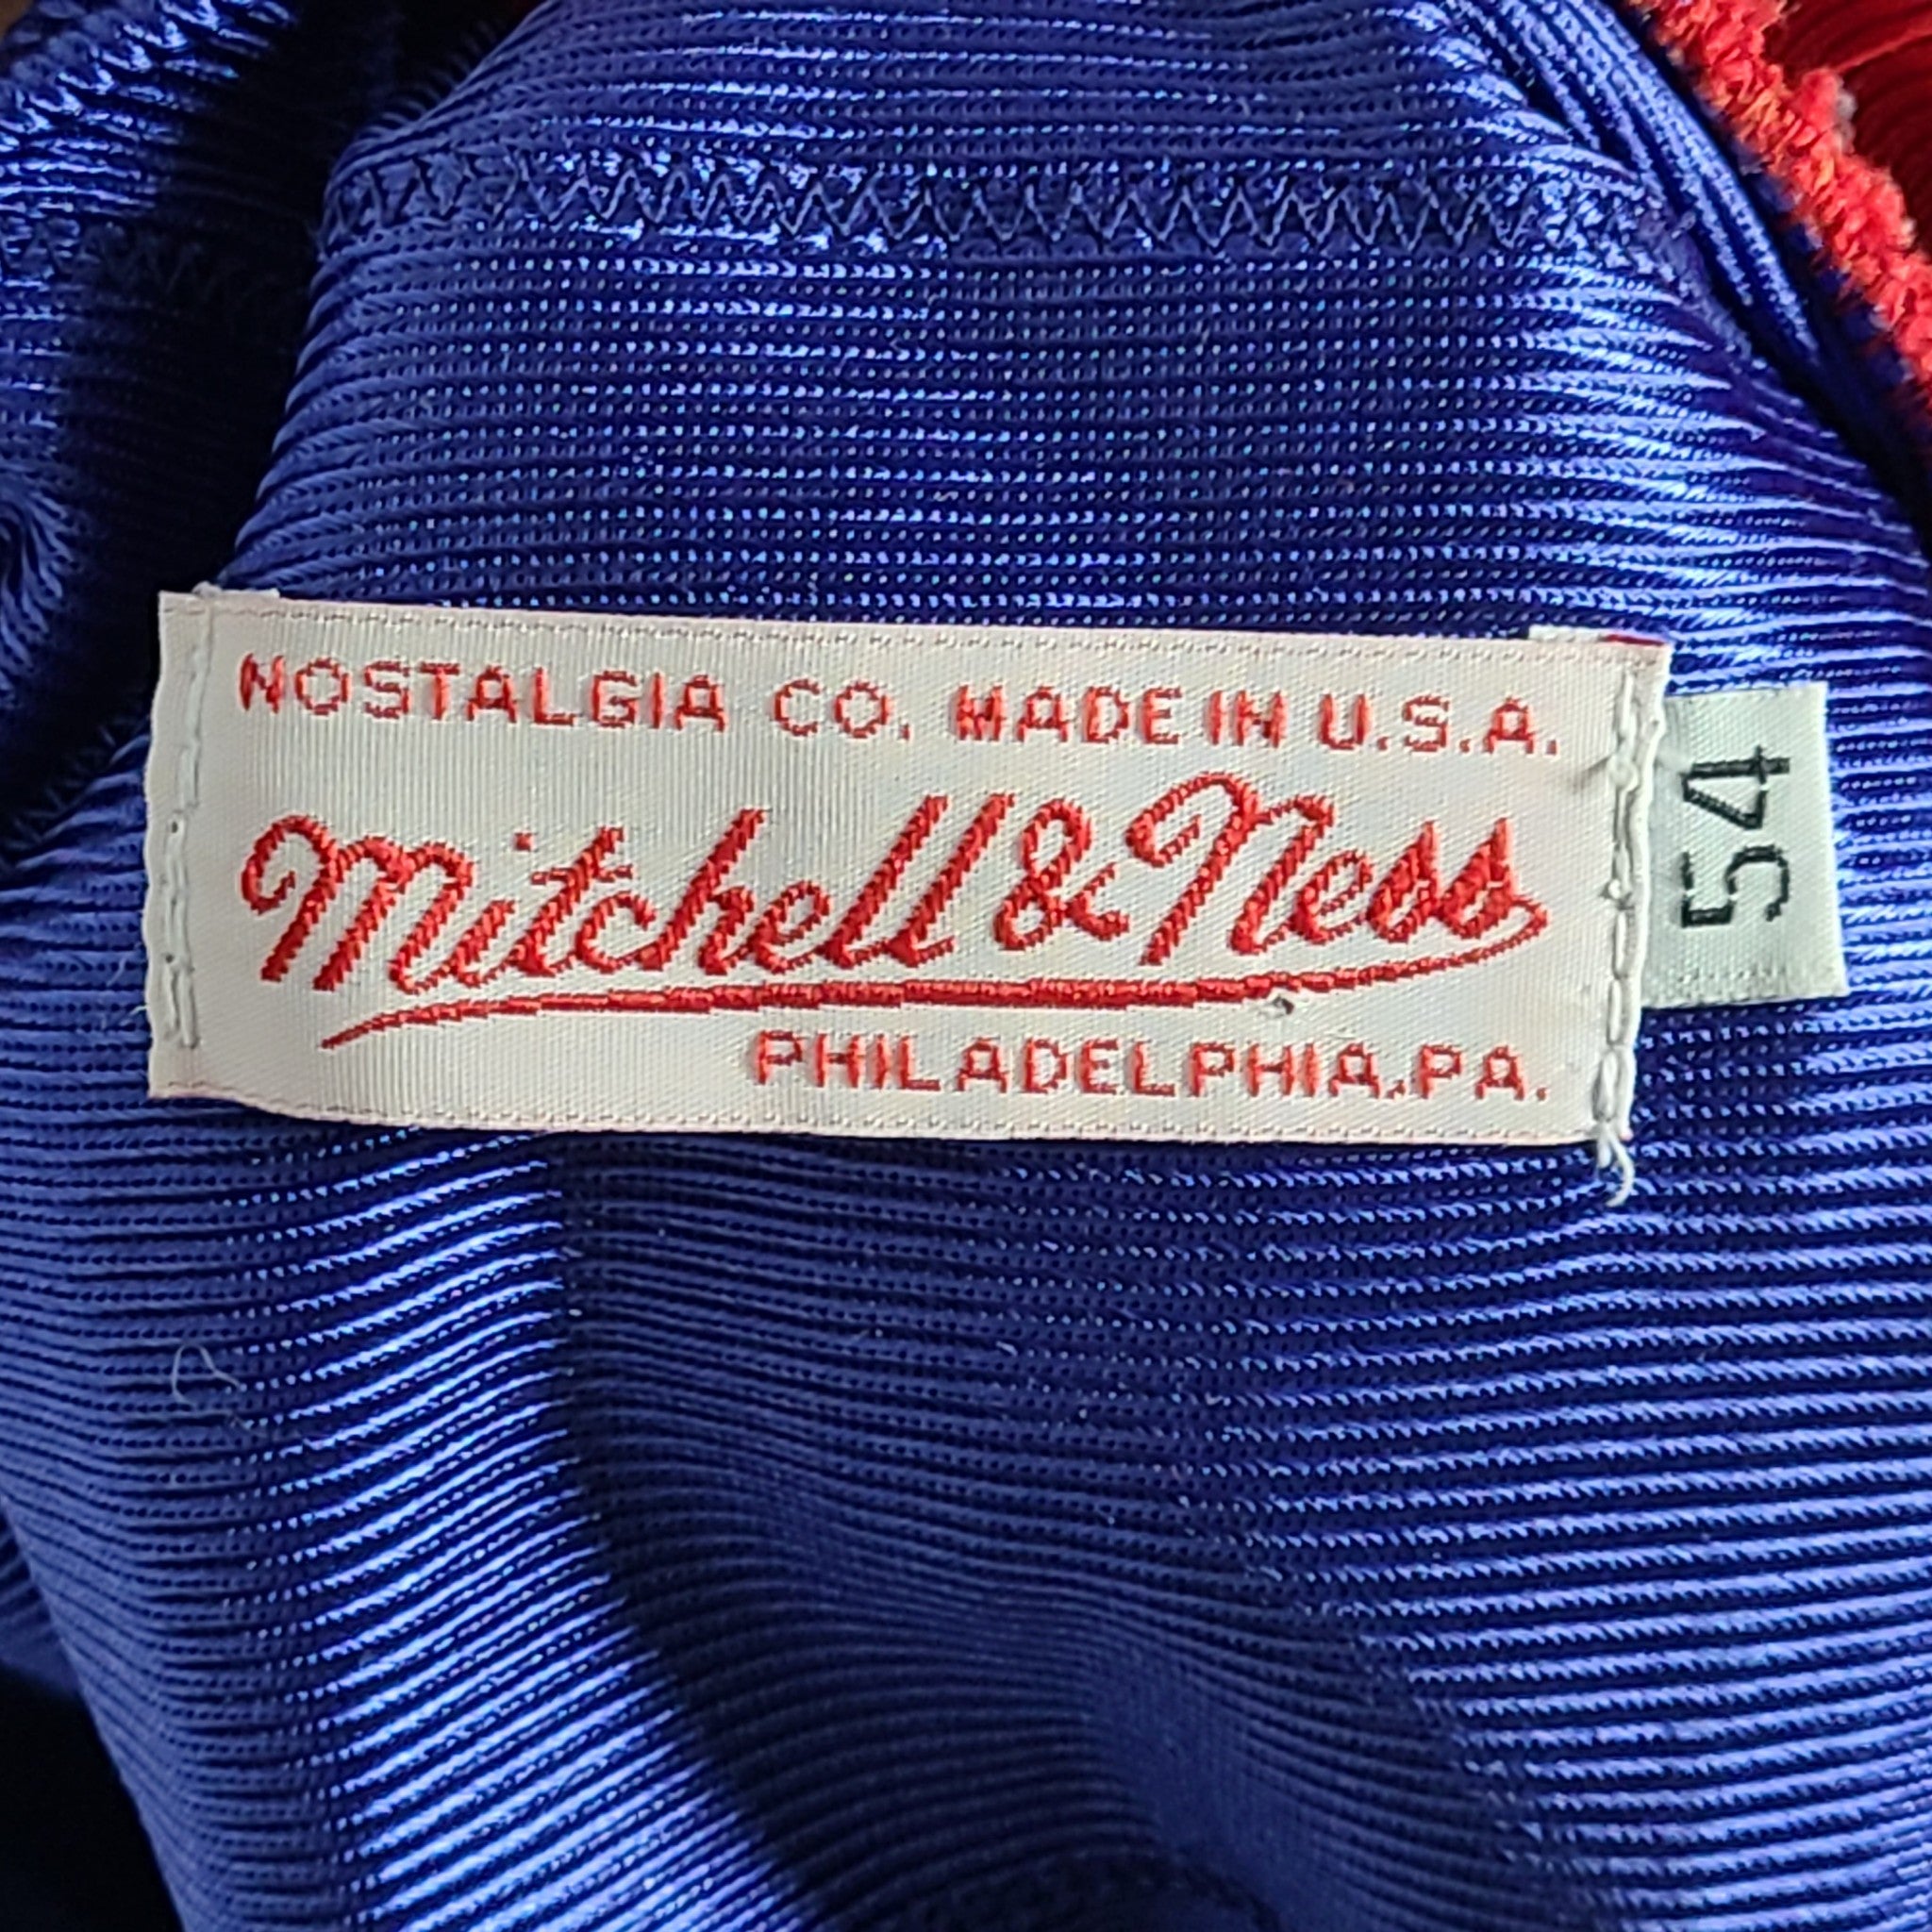 NOSTALGIA CO. MADE IN U.S.A.
Mitchell & Ness
PHILADELPHIA, PA.
54